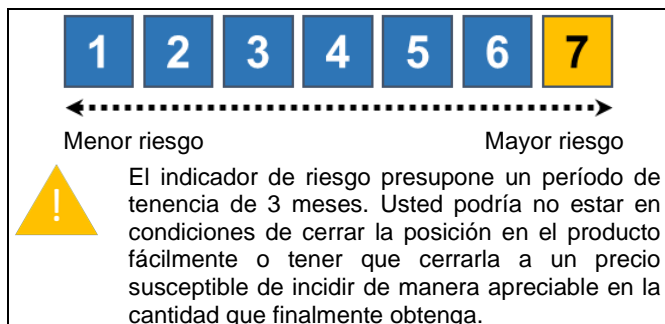 1 2 3 4 5 6 7
Menor riesgo Mayor riesgo
!
El indicador de riesgo presupone un período de
tenencia de 3 meses. Usted podría no estar en
condiciones de cerrar la posición en el producto
fácilmente o tener que cerrarla a un precio
susceptible de incidir de manera apreciable en la
cantidad que finalmente obtenga.